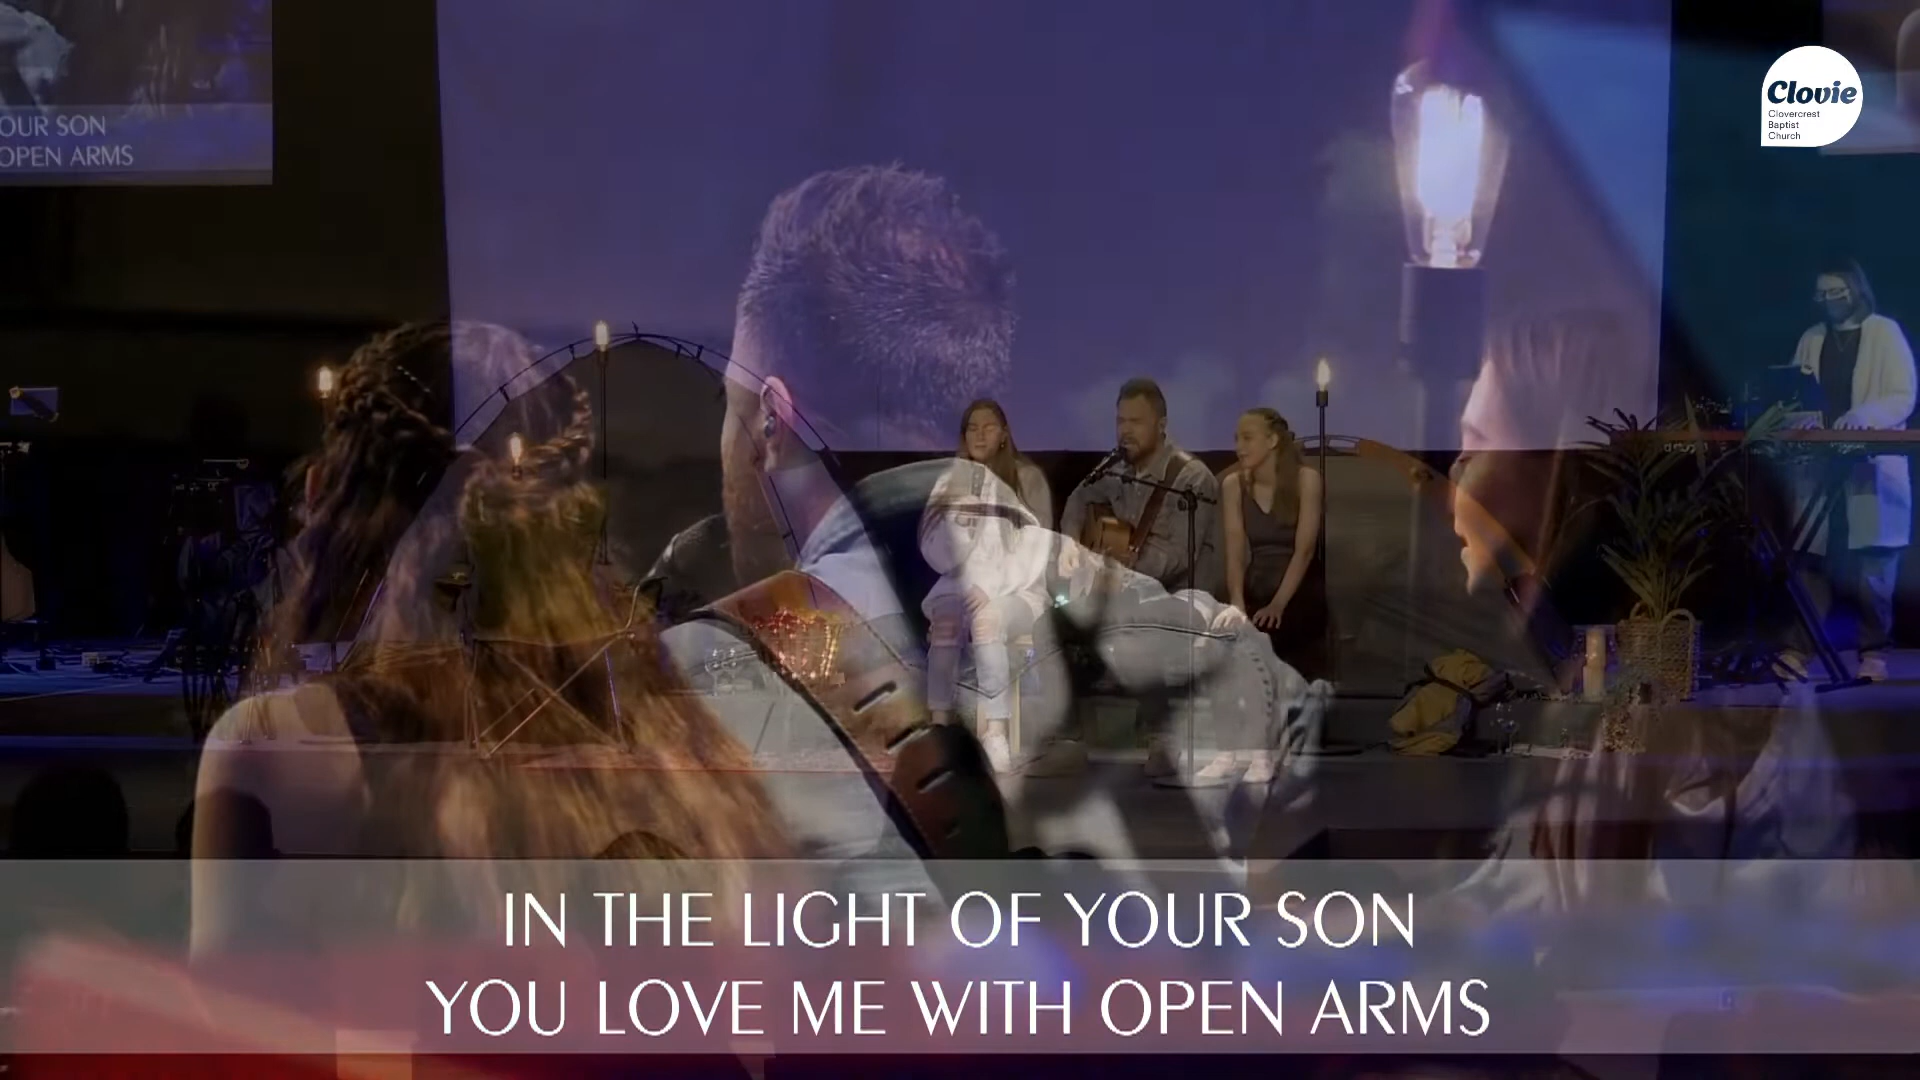 OUR SON
OPEN ARMS
Clovie
Clovercrest
Baptist
Church
IN THE LIGHT OF YOUR SON
YOU LOVE ME WITH OPEN ARMS